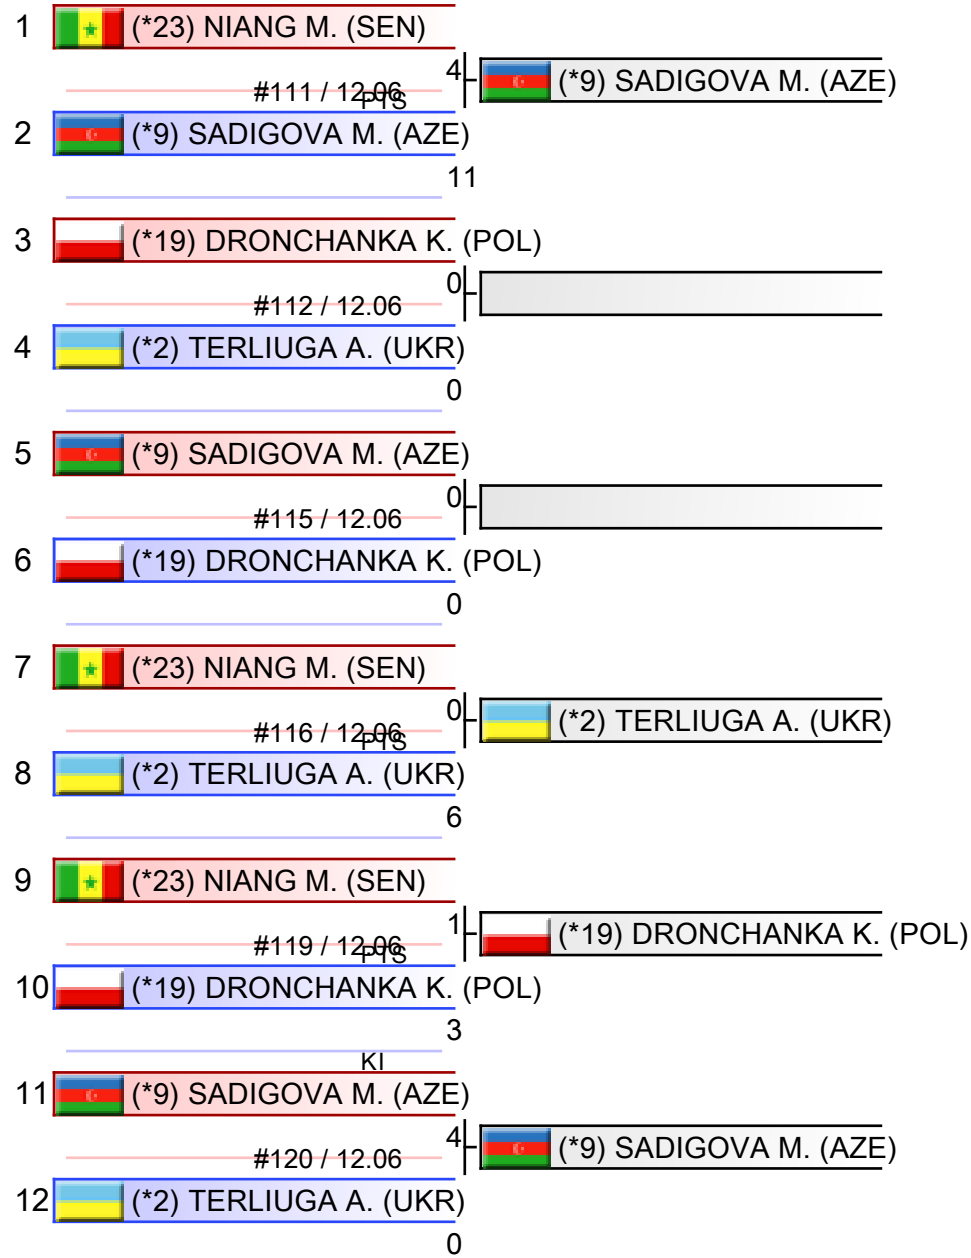 1 (*23) NIANG M. (SEN)
4 (*9) SADIGOVA M. (AZE)
#111 / 12.06 PTS
2 (*9) SADIGOVA M. (AZE)
11
3 (*19) DRONCHANKA K. (POL)
0
#112 / 12.06
4 (*2) TERLIUGA A. (UKR)
0
5 (*9) SADIGOVA M. (AZE)
0
#115 / 12.06
6 (*19) DRONCHANKA K. (POL)
0
7 (*23) NIANG M. (SEN)
0 (*2) TERLIUGA A. (UKR)
#116 / 12.06 PTS
8 (*2) TERLIUGA A. (UKR)
6
9 (*23) NIANG M. (SEN)
1 (*19) DRONCHANKA K. (POL)
#119 / 12.06 PTS
10 (*19) DRONCHANKA K. (POL)
3
KI
11 (*9) SADIGOVA M. (AZE)
4 (*9) SADIGOVA M. (AZE)
#120 / 12.06
12 (*2) TERLIUGA A. (UKR)
0